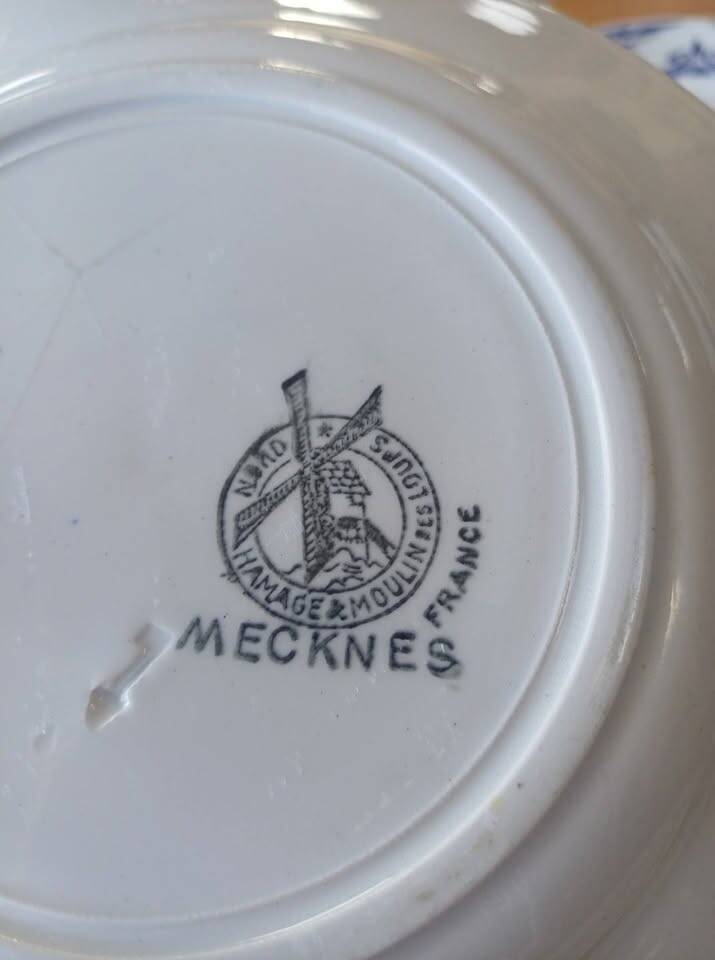 NORD * HAMAGE & MOULIN DES LOUPS
FRANCE
MECKNES